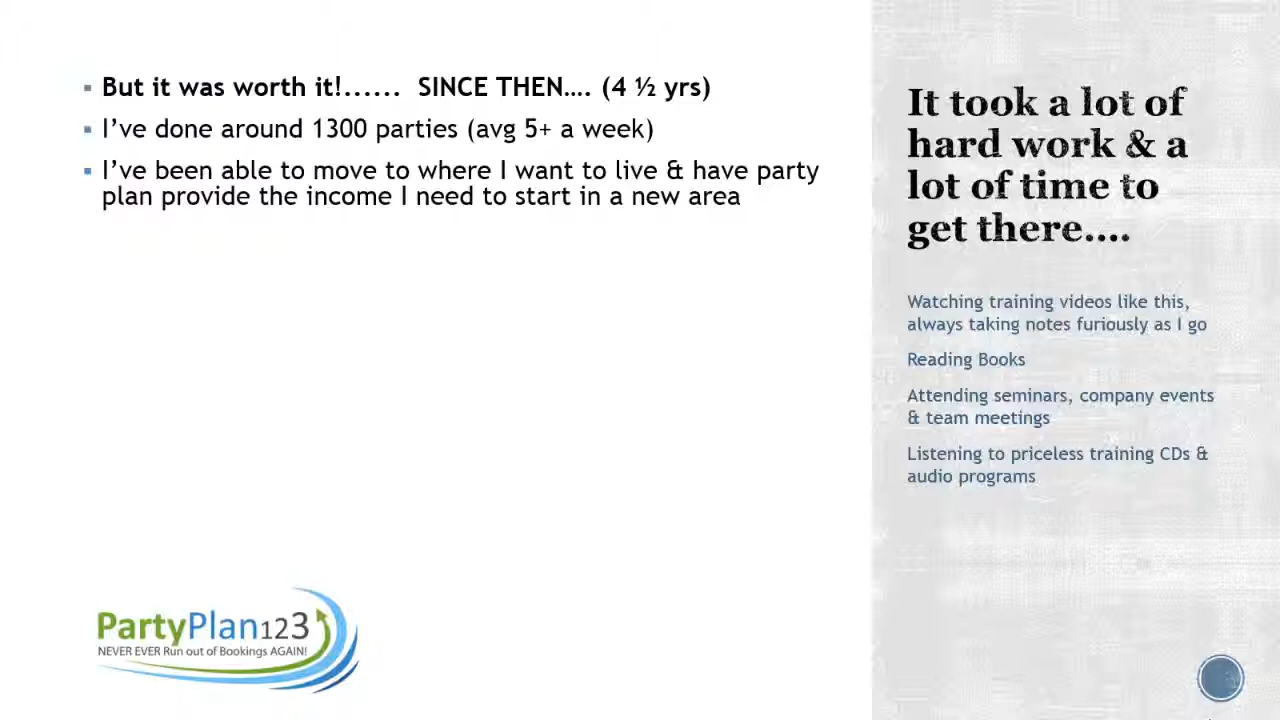 But it was worth it!...... SINCE THEN.... (4 ½ yrs)
I've done around 1300 parties (avg 5+ a week)
I've been able to move to where I want to live & have party
plan provide the income I need to start in a new area
It took a lot of
hard work & a
lot of time to
get there....
Watching training videos like this,
always taking notes furiously as I go
Reading Books
Attending seminars, company events
& team meetings
Listening to priceless training CDs &
audio programs
PartyPlan123
NEVER EVER Run out of Bookings AGAIN!